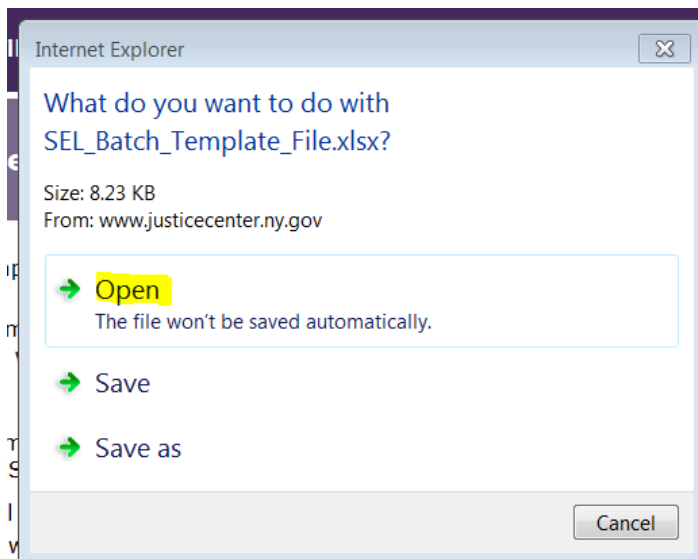 Internet Explorer
What do you want to do with
SEL_Batch_Template_File.xlsx?
Size: 8.23 KB
From: www.justicecenter.ny.gov
Open
The file won't be saved automatically.
Save
Save as
Cancel